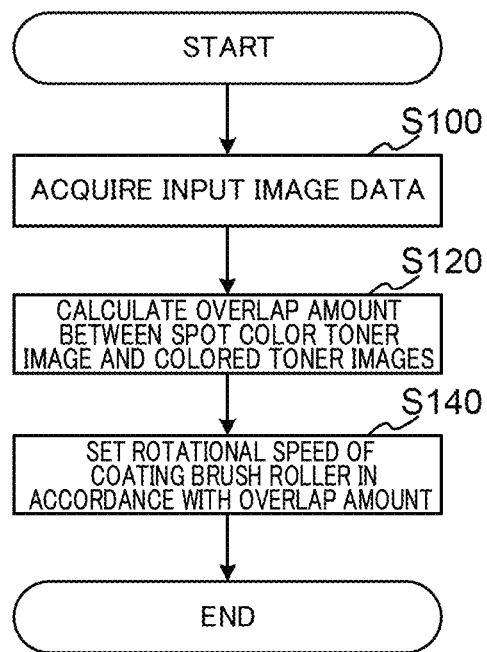 START
S100
ACQUIRE INPUT IMAGE DATA
S120
CALCULATE OVERLAP AMOUNT
BETWEEN SPOT COLOR TONER
IMAGE AND COLORED TONER IMAGES
S140
SET ROTATIONAL SPEED OF
COATING BRUSH ROLLER IN
ACCORDANCE WITH OVERLAP AMOUNT
END